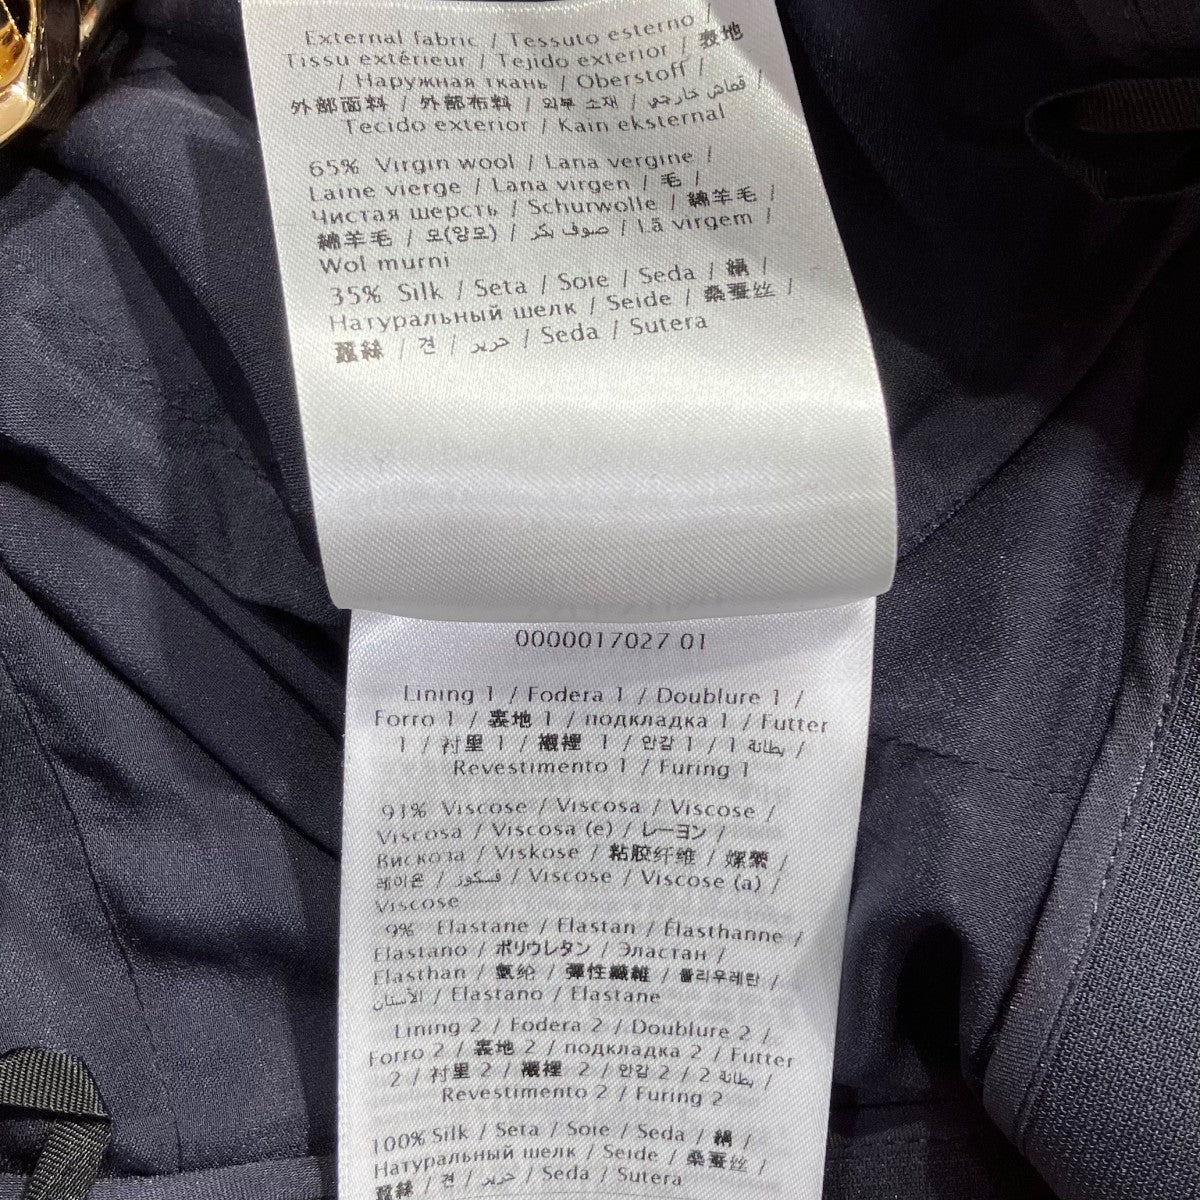 External fabric / Tessuto esterno /
Tissu extérieur / Tejido exterior / 表地
/ Наружная ткань / Oberstoff /
外部面料 / 外部布料 / 외부 소재 / قماش خارجي /
Tecido exterior / Kain eksternal
65% Virgin wool / Lana vergine /
Laine vierge / Lana virgen / 毛 /
Чистая шерсть / Schurwolle / 綿羊毛 /
綿羊毛 / 모(양모) / صوف بكر / Lã virgem /
Wol murni
35% Silk / Seta / Soie / Seda / 絹 /
Натуральный шелк / Seide / 桑蚕丝 /
蠶絲 / 견 / حرير / Seda / Sutera
0000017027 01
Lining 1 / Fodera 1 / Doublure 1 /
Forro 1 / 裏地 1 / подкладка 1 / Futter
1 / 衬里 1 / 襯裡 1 / 안감 1 / 1 بطانة /
Revestimento 1 / Furing 1
91% Viscose / Viscosa / Viscose /
Viscosa / Viscosa (e) / レーヨン /
Вискоза / Viskose / 粘胶纤维 / 嫘縈 /
레이온 / فسكوز / Viscose / Viscose (a) /
Viscose
9% Elastane / Elastan / Élasthanne /
Elastano / ポリウレタン / Эластан /
Elasthan / 氨纶 / 彈性纖維 / 폴리우레탄 /
الأستان / Elastano / Elastane
Lining 2 / Fodera 2 / Doublure 2 /
Forro 2 / 裏地 2 / подкладка 2 / Futter
2 / 衬里 2 / 襯裡 2 / 안감 2 / 2 بطانة /
Revestimento 2 / Furing 2
100% Silk / Seta / Soie / Seda / 絹 /
Натуральный шелк / Seide / 桑蚕丝 /
蠶絲 / 견 / حرير / Seda / Sutera